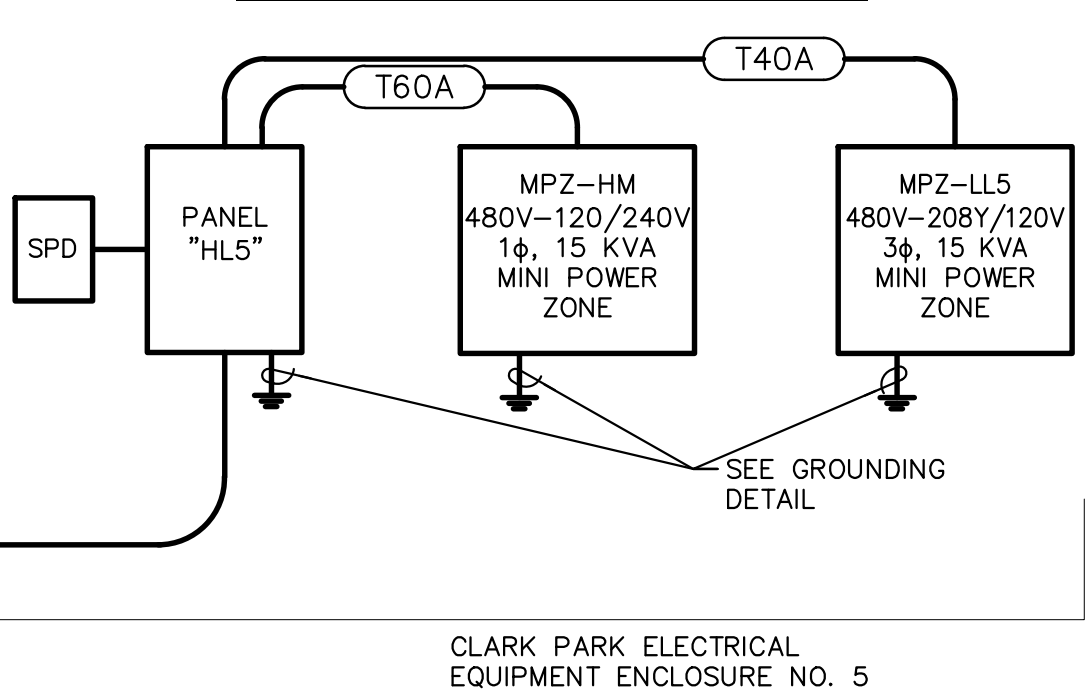 T40A
T60A
SPD
PANEL
"HL5"
MPZ-HM
480V-120/240V
1ϕ, 15 KVA
MINI POWER
ZONE
MPZ-LL5
480V-208Y/120V
3ϕ, 15 KVA
MINI POWER
ZONE
SEE GROUNDING
DETAIL
CLARK PARK ELECTRICAL
EQUIPMENT ENCLOSURE NO. 5